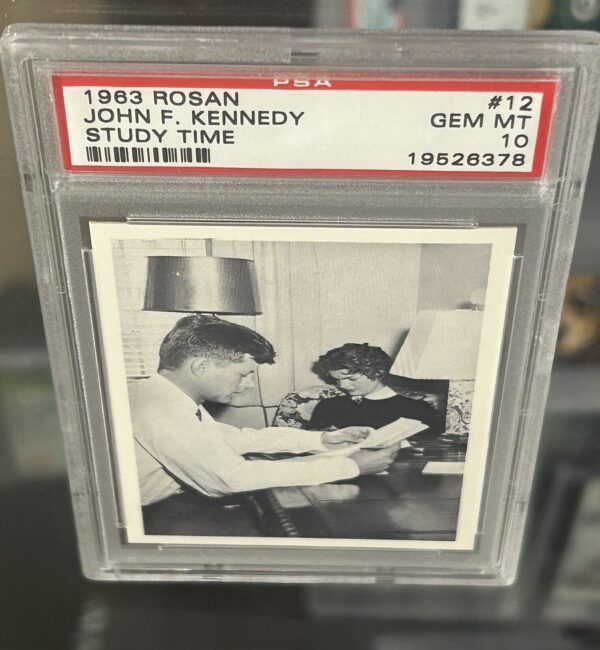 PSA
1963 ROSAN #12
JOHN F. KENNEDY GEM MT
STUDY TIME 10
19526378